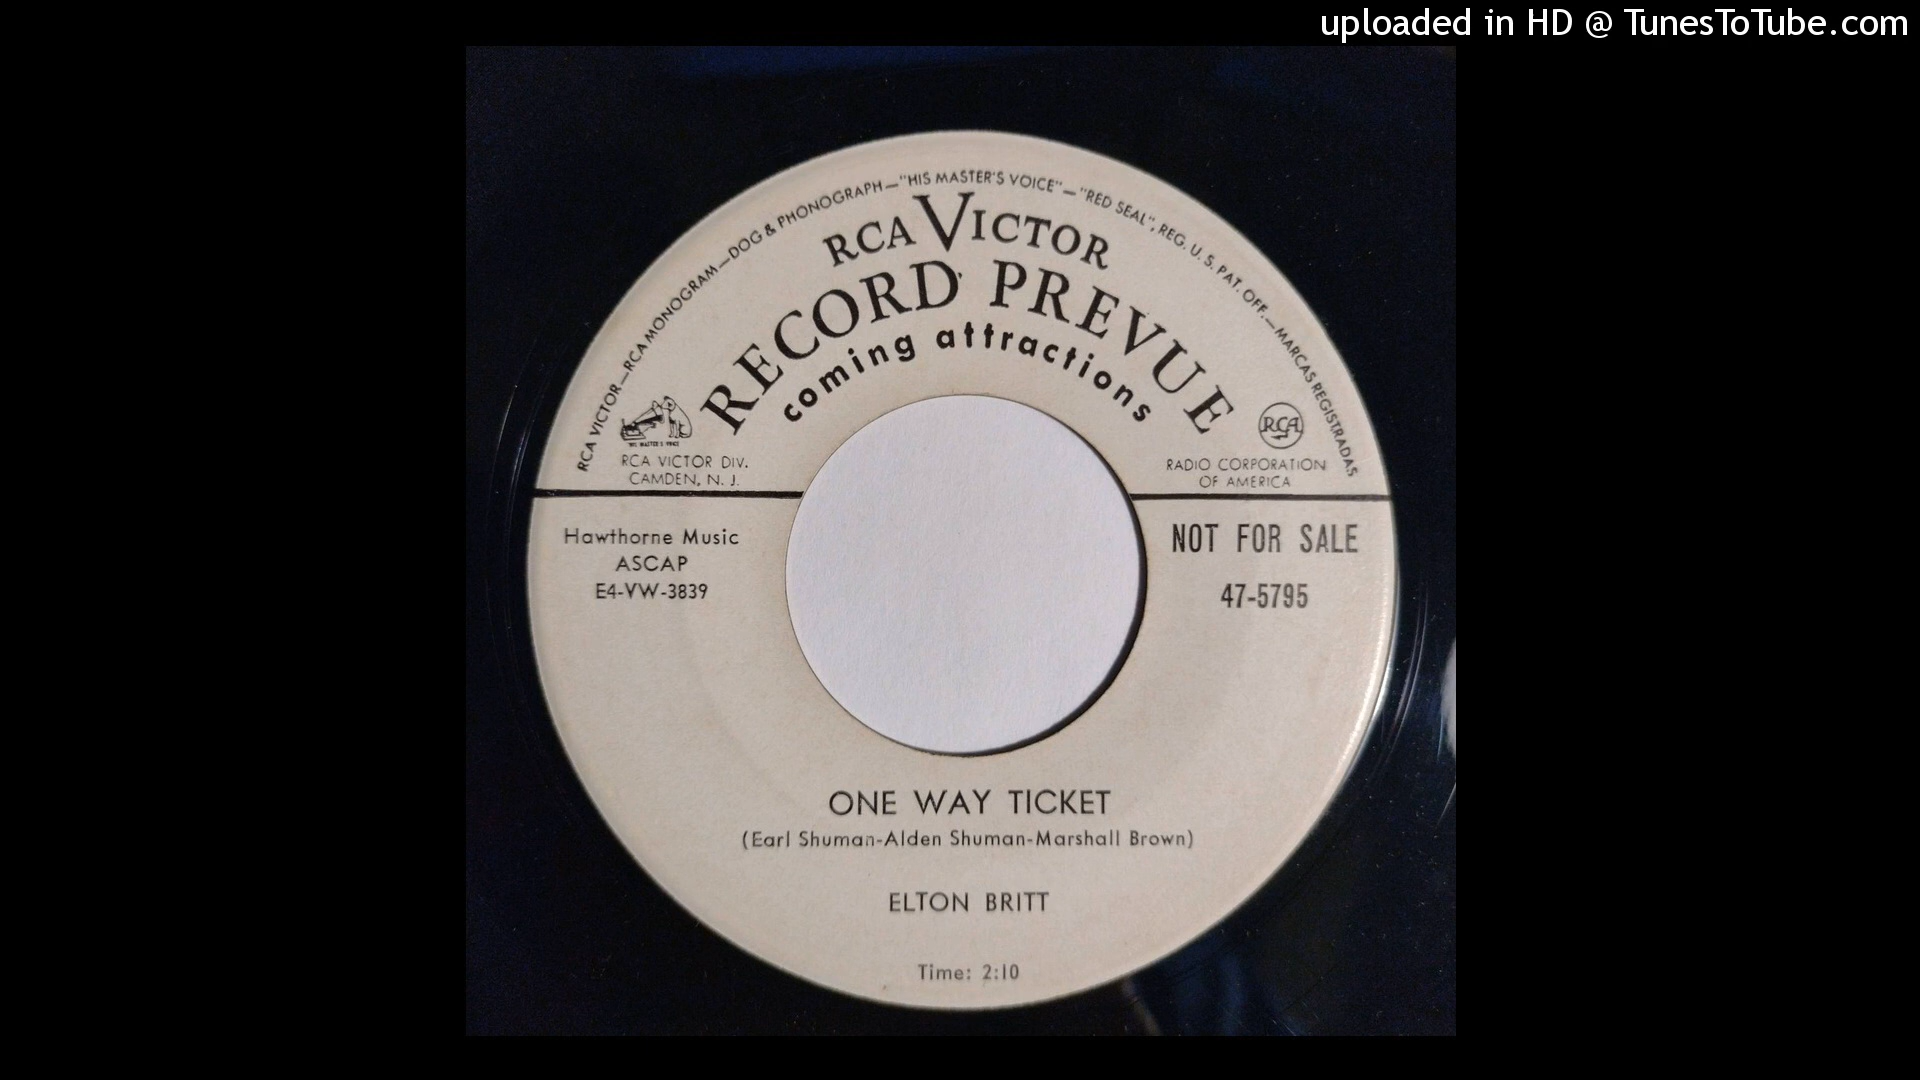 uploaded in HD @ TunesToTube.com
RCA VICTOR—RCA MONOGRAM—DOG & PHONOGRAPH—"HIS MASTER'S VOICE"—"RED SEAL", REG. U. S. PAT. OFF.—MARCAS REGISTRADAS
RCA VICTOR
RECORD PREVUE
coming attractions
"HIS MASTER'S VOICE"
RCA
RCA VICTOR DIV.
CAMDEN, N. J.
RADIO CORPORATION
OF AMERICA
Hawthorne Music
ASCAP
E4-VW-3839
NOT FOR SALE
47-5795
ONE WAY TICKET
(Earl Shuman-Alden Shuman-Marshall Brown)
ELTON BRITT
Time: 2:10